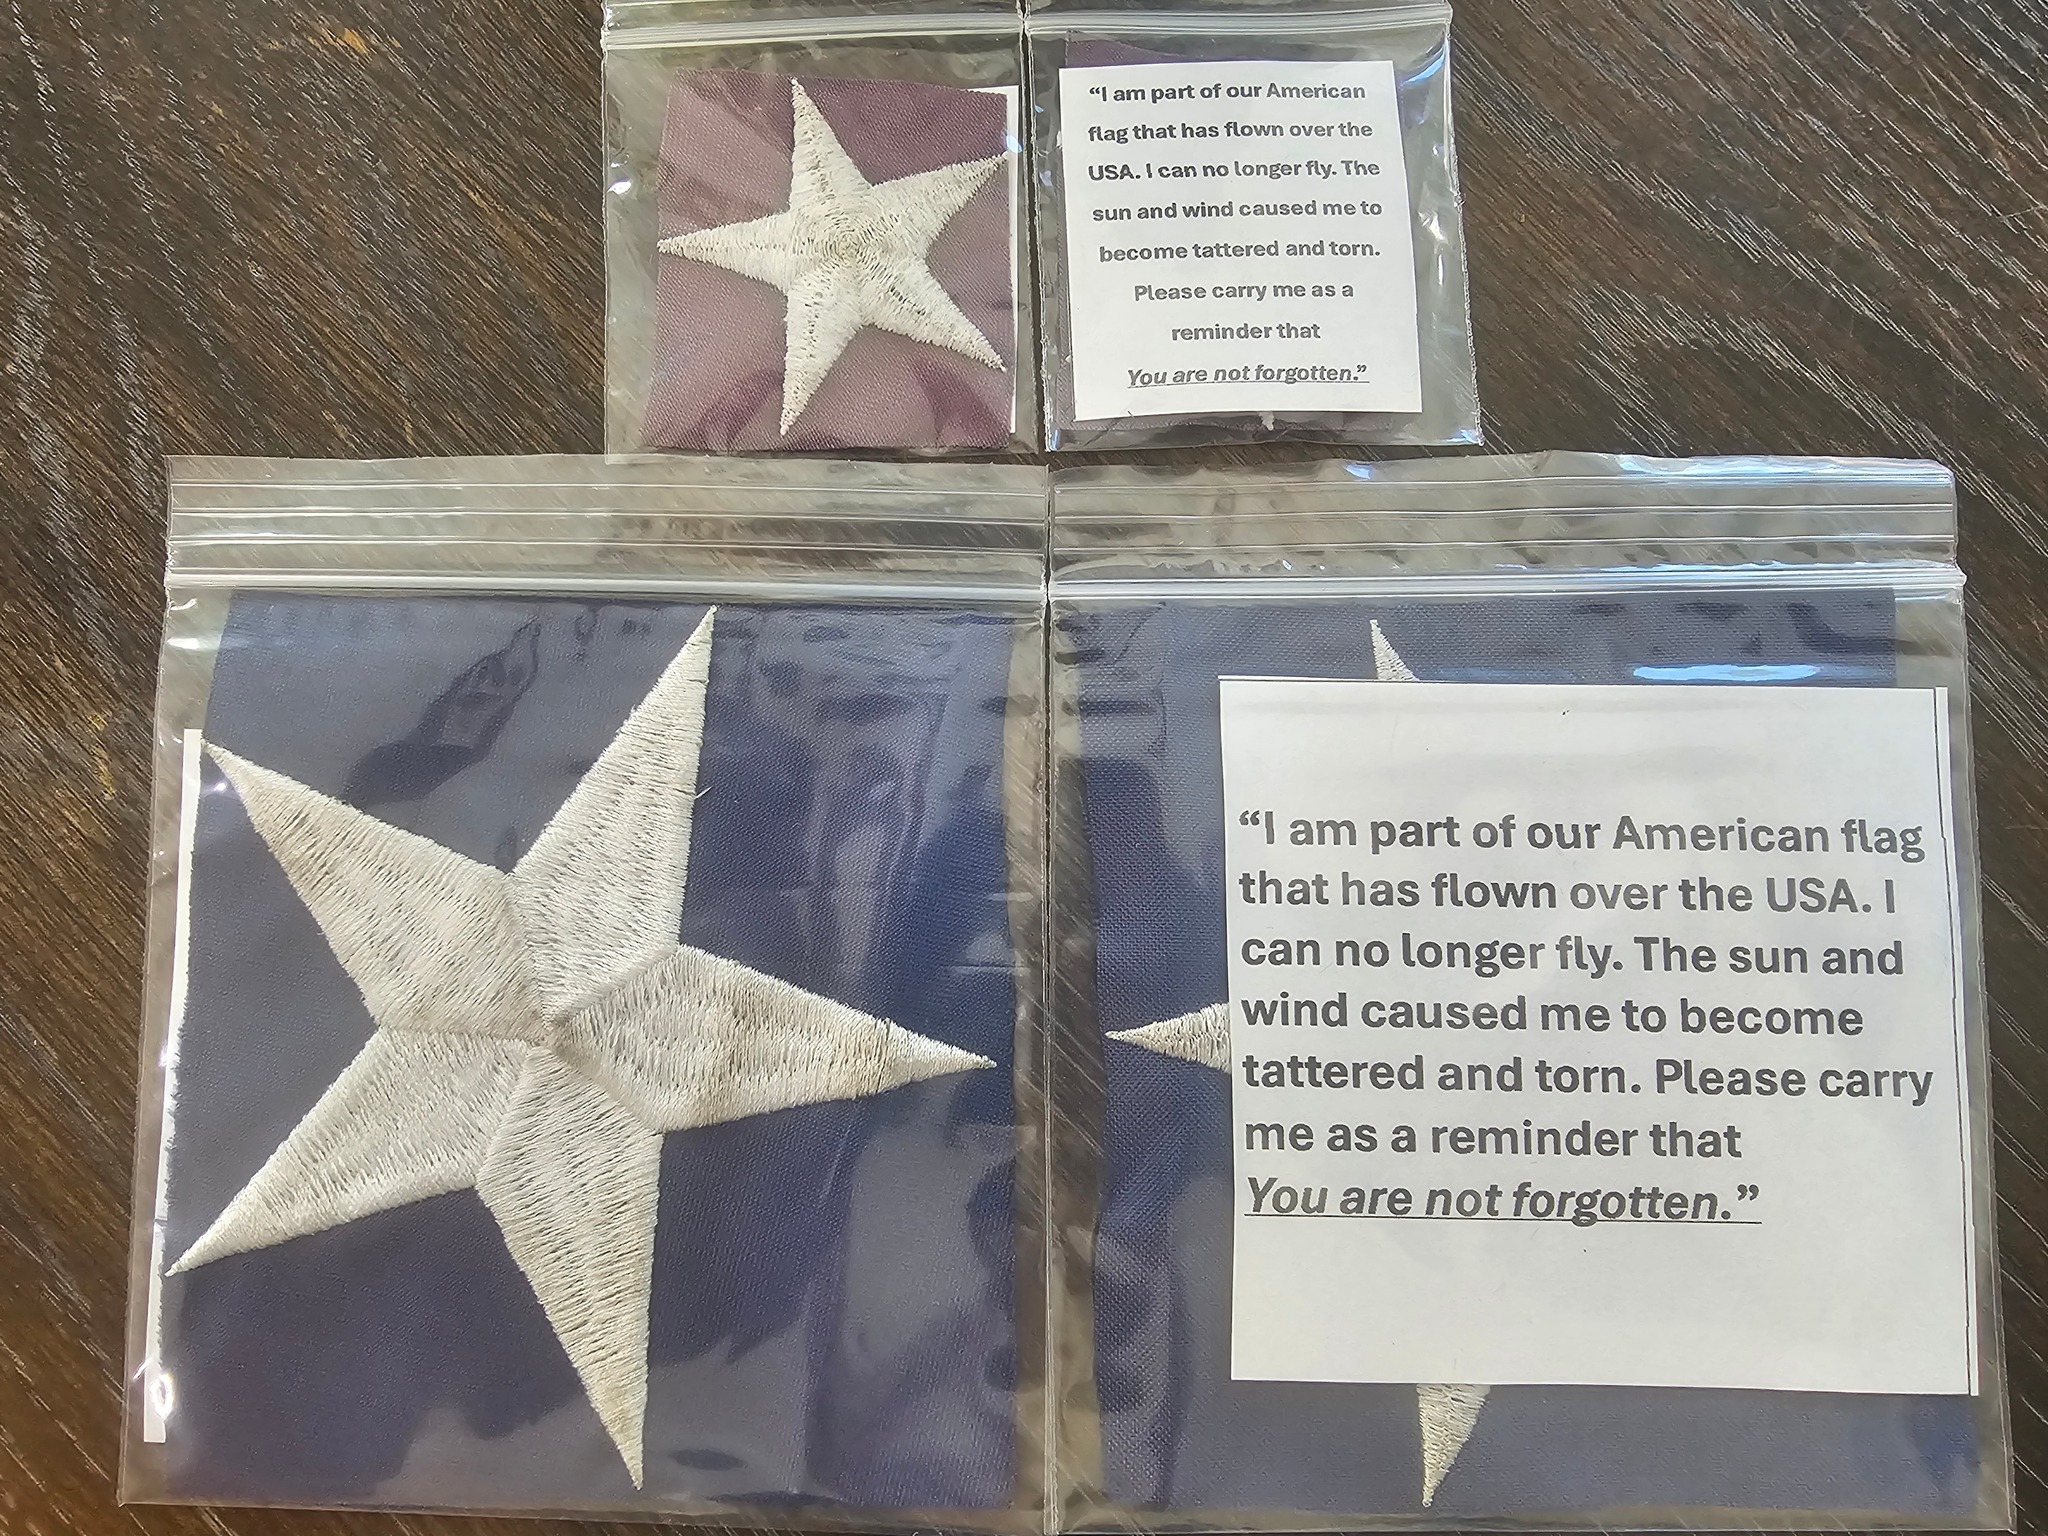 “I am part of our American
flag that has flown over the
USA. I can no longer fly. The
sun and wind caused me to
become tattered and torn.
Please carry me as a
reminder that
You are not forgotten.”
“I am part of our American flag
that has flown over the USA. I
can no longer fly. The sun and
wind caused me to become
tattered and torn. Please carry
me as a reminder that
You are not forgotten.”